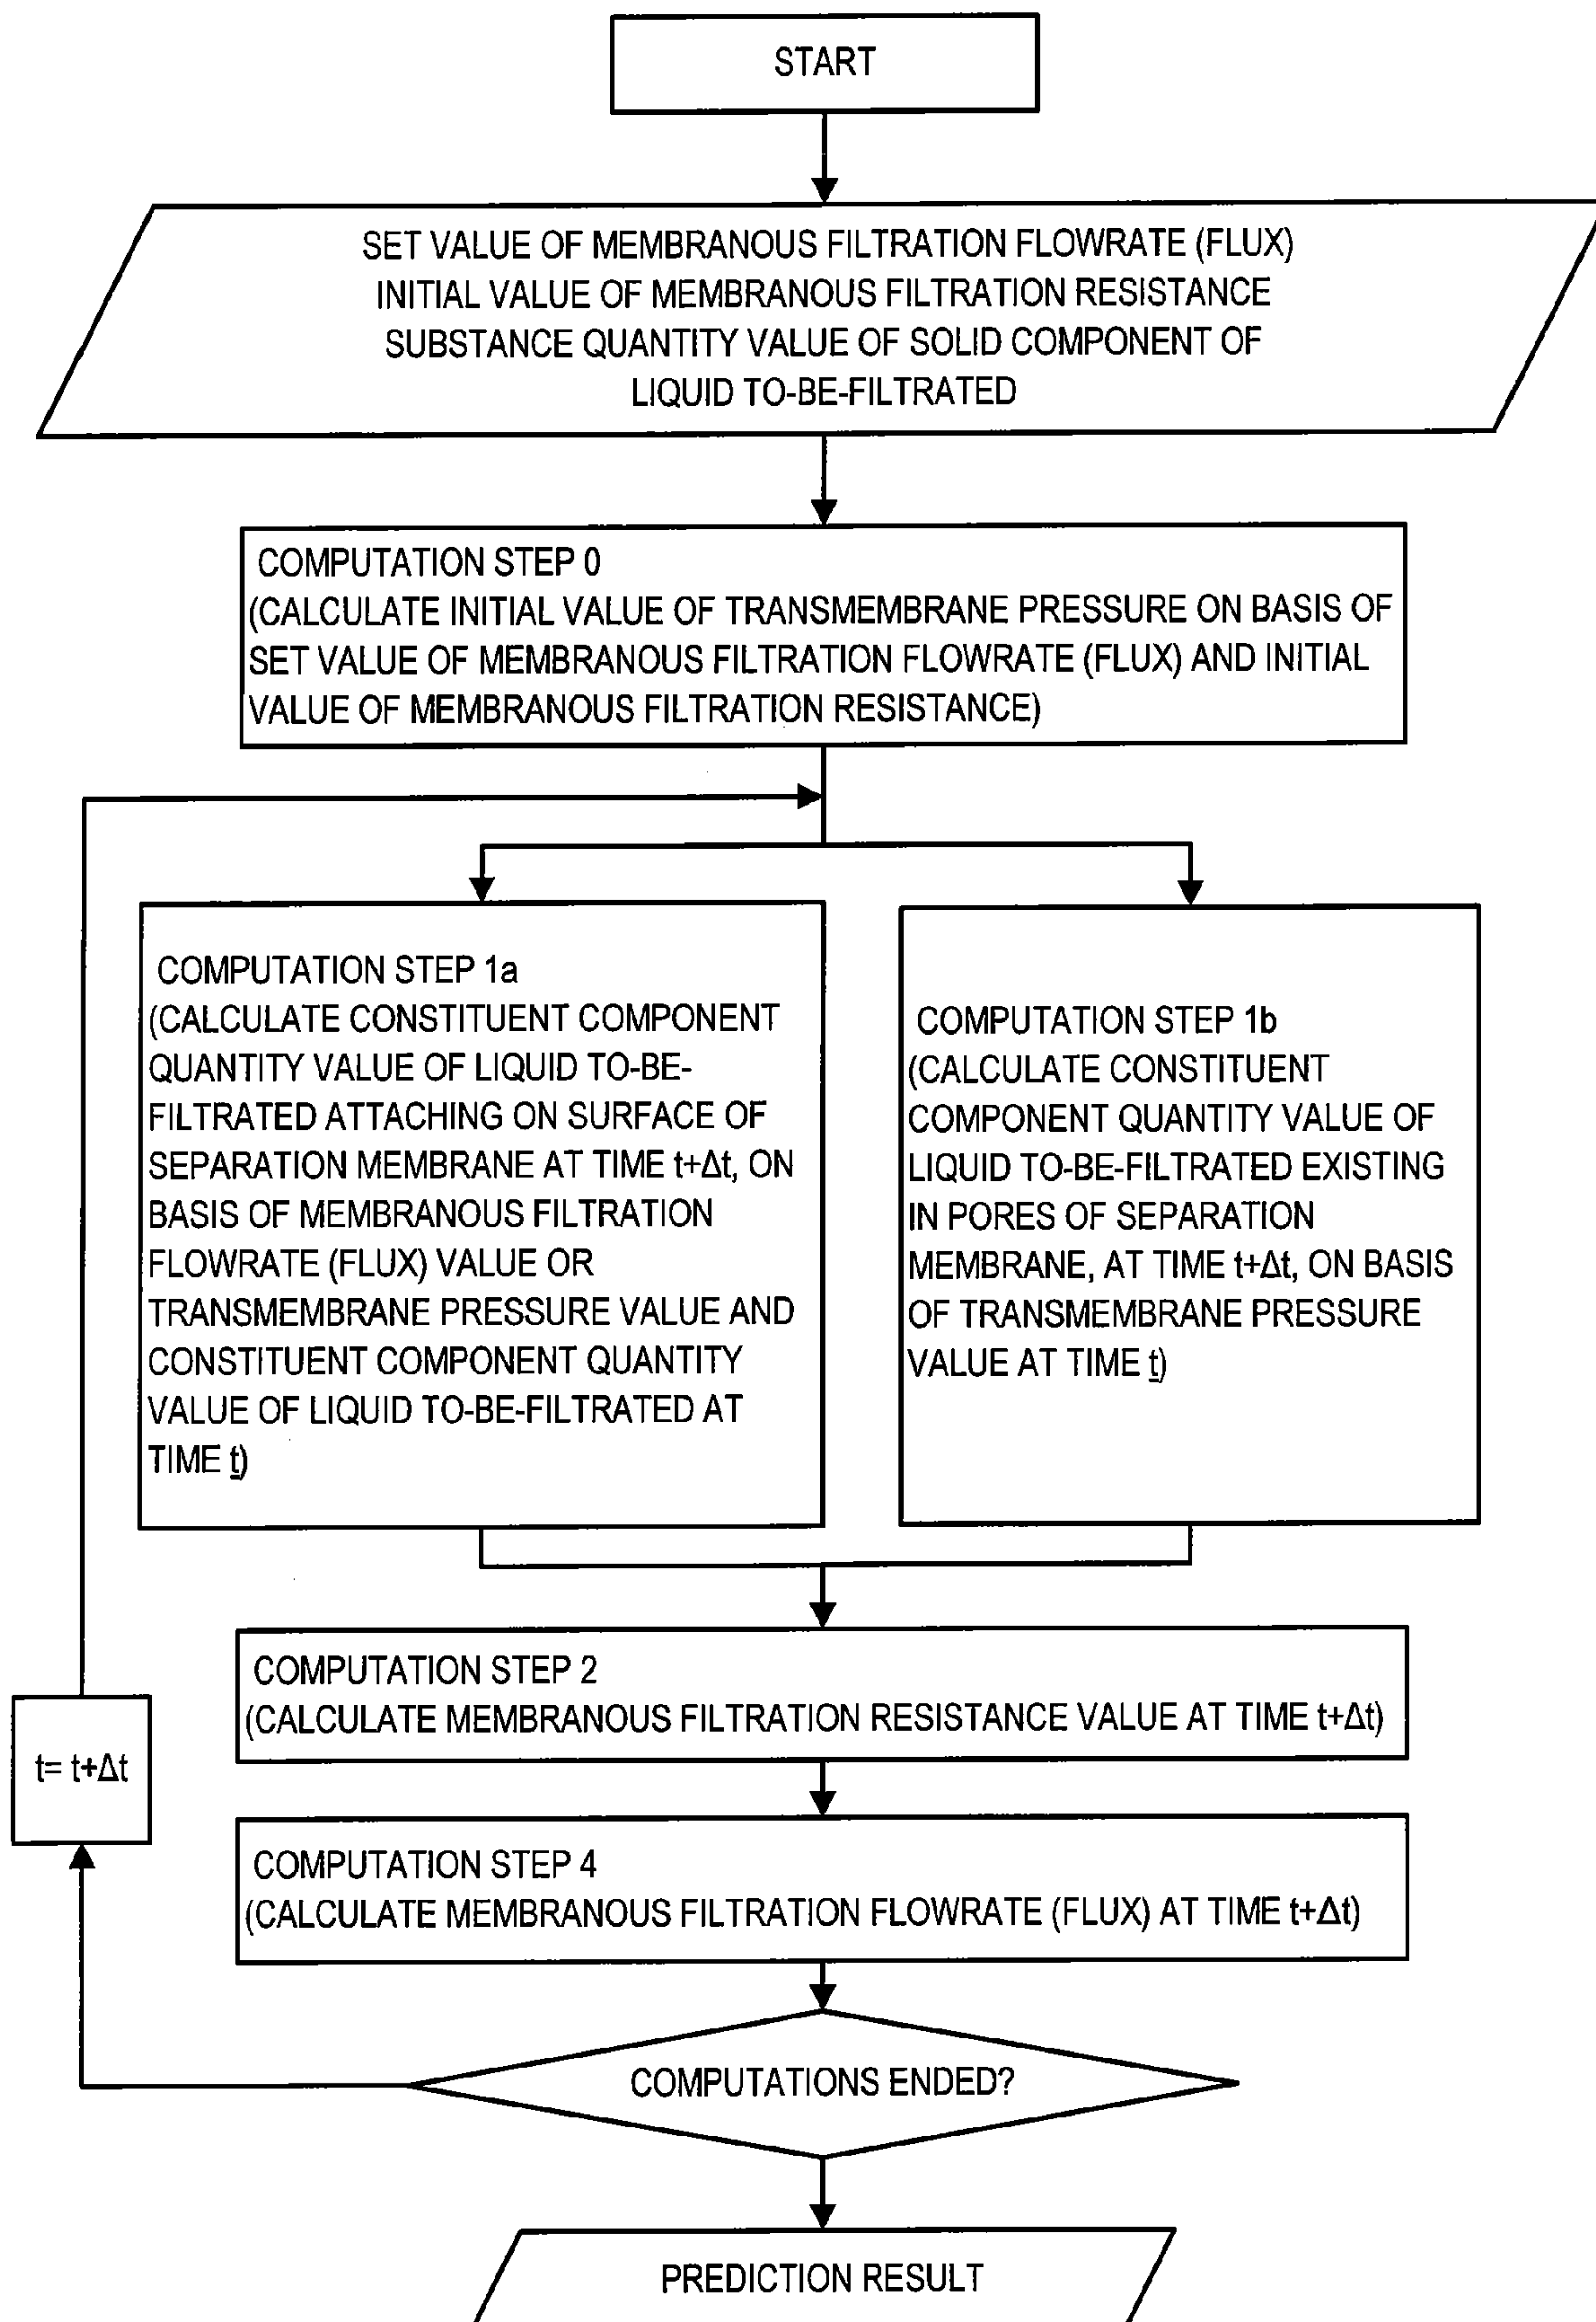 START
SET VALUE OF MEMBRANOUS FILTRATION FLOWRATE (FLUX)
INITIAL VALUE OF MEMBRANOUS FILTRATION RESISTANCE
SUBSTANCE QUANTITY VALUE OF SOLID COMPONENT OF
LIQUID TO-BE-FILTRATED
COMPUTATION STEP 0
(CALCULATE INITIAL VALUE OF TRANSMEMBRANE PRESSURE ON BASIS OF
SET VALUE OF MEMBRANOUS FILTRATION FLOWRATE (FLUX) AND INITIAL
VALUE OF MEMBRANOUS FILTRATION RESISTANCE)
COMPUTATION STEP 1a
(CALCULATE CONSTITUENT COMPONENT
QUANTITY VALUE OF LIQUID TO-BE-
FILTRATED ATTACHING ON SURFACE OF
SEPARATION MEMBRANE AT TIME t+Δt, ON
BASIS OF MEMBRANOUS FILTRATION
FLOWRATE (FLUX) VALUE OR
TRANSMEMBRANE PRESSURE VALUE AND
CONSTITUENT COMPONENT QUANTITY
VALUE OF LIQUID TO-BE-FILTRATED AT
TIME t)
COMPUTATION STEP 1b
(CALCULATE CONSTITUENT
COMPONENT QUANTITY VALUE OF
LIQUID TO-BE-FILTRATED EXISTING
IN PORES OF SEPARATION
MEMBRANE, AT TIME t+Δt, ON BASIS
OF TRANSMEMBRANE PRESSURE
VALUE AT TIME t)
COMPUTATION STEP 2
(CALCULATE MEMBRANOUS FILTRATION RESISTANCE VALUE AT TIME t+Δt)
t= t+Δt
COMPUTATION STEP 4
(CALCULATE MEMBRANOUS FILTRATION FLOWRATE (FLUX) AT TIME t+Δt)
COMPUTATIONS ENDED?
PREDICTION RESULT